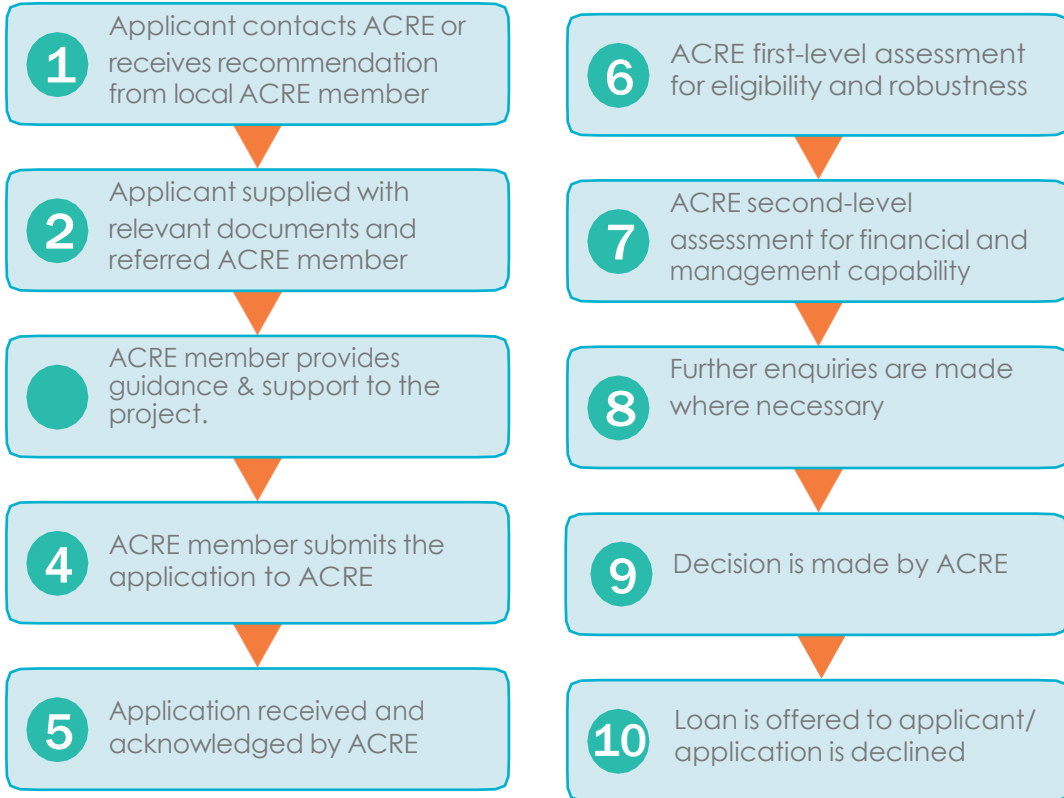 1
Applicant contacts ACRE or
receives recommendation
from local ACRE member
2
Applicant supplied with
relevant documents and
referred ACRE member
ACRE member provides
guidance & support to the
project.
4
ACRE member submits the
application to ACRE
5
Application received and
acknowledged by ACRE
6
ACRE first-level assessment
for eligibility and robustness
7
ACRE second-level
assessment for financial and
management capability
8
Further enquiries are made
where necessary
9
Decision is made by ACRE
10
Loan is offered to applicant/
application is declined